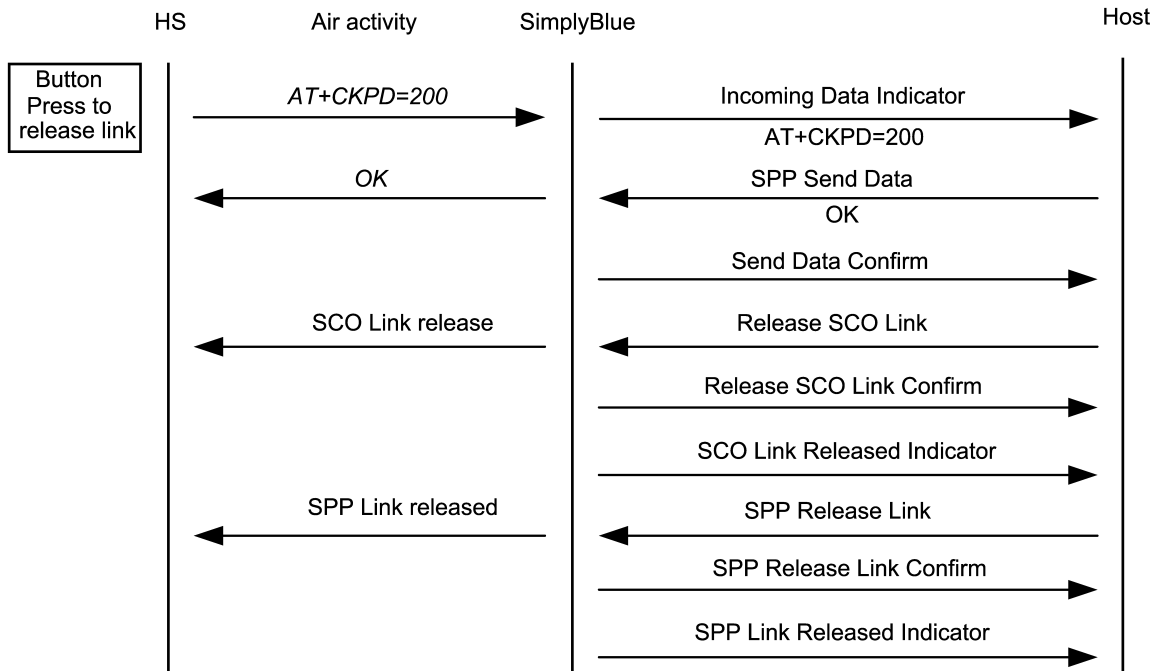 HS Air activity SimplyBlue Host
Button
Press to
release link
AT+CKPD=200
Incoming Data Indicator
AT+CKPD=200
OK
SPP Send Data
OK
Send Data Confirm
SCO Link release
Release SCO Link
Release SCO Link Confirm
SCO Link Released Indicator
SPP Link released
SPP Release Link
SPP Release Link Confirm
SPP Link Released Indicator